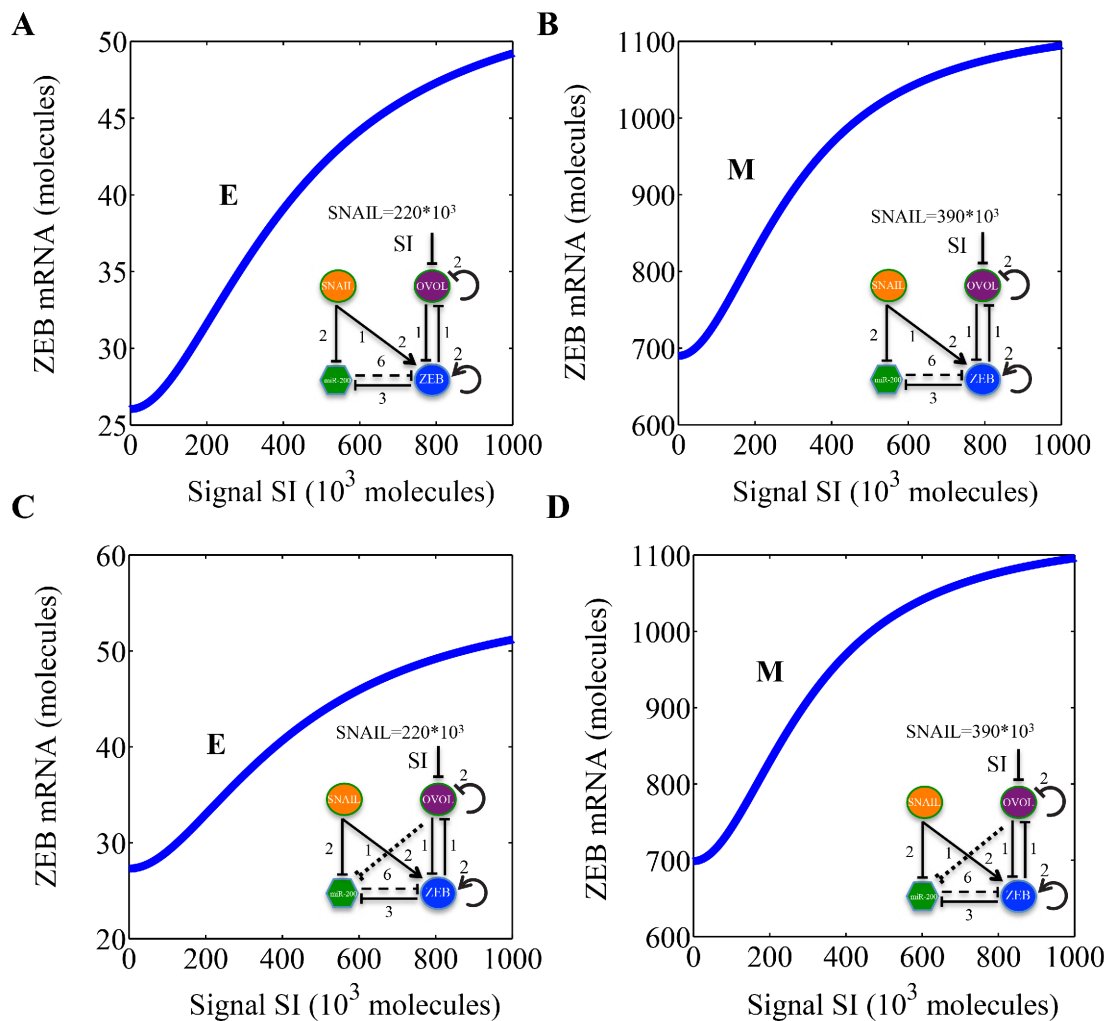 A
50
45
40
35
30
25
0
200
400
600
800
1000
ZEB mRNA (molecules)
Signal SI (10³ molecules)
E
SNAIL=220*10³
SI
SNAIL
OVOL
2
2
1
2
1
1
6
miR-200
ZEB
2
3
B
1100
1000
900
800
700
600
0
200
400
600
800
1000
ZEB mRNA (molecules)
Signal SI (10³ molecules)
M
SNAIL=390*10³
SI
SNAIL
OVOL
2
2
1
2
1
1
6
miR-200
ZEB
2
3
C
60
50
40
30
20
0
200
400
600
800
1000
ZEB mRNA (molecules)
Signal SI (10³ molecules)
E
SNAIL=220*10³
SI
SNAIL
OVOL
2
2
1
2
1
1
6
miR-200
ZEB
2
3
D
1100
1000
900
800
700
600
0
200
400
600
800
1000
ZEB mRNA (molecules)
Signal SI (10³ molecules)
M
SNAIL=390*10³
SI
SNAIL
OVOL
2
2
1
2
1
1
6
miR-200
ZEB
2
3